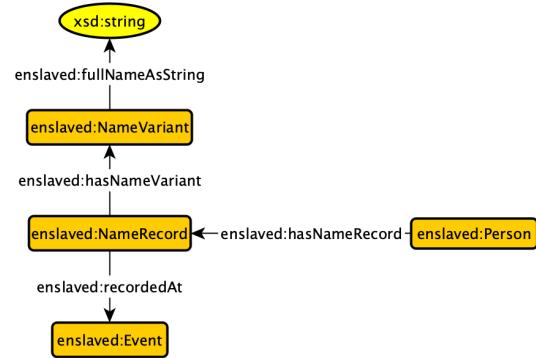 xsd:string
enslaved:fullNameAsString
enslaved:NameVariant
enslaved:hasNameVariant
enslaved:NameRecord
enslaved:hasNameRecord
enslaved:Person
enslaved:recordedAt
enslaved:Event